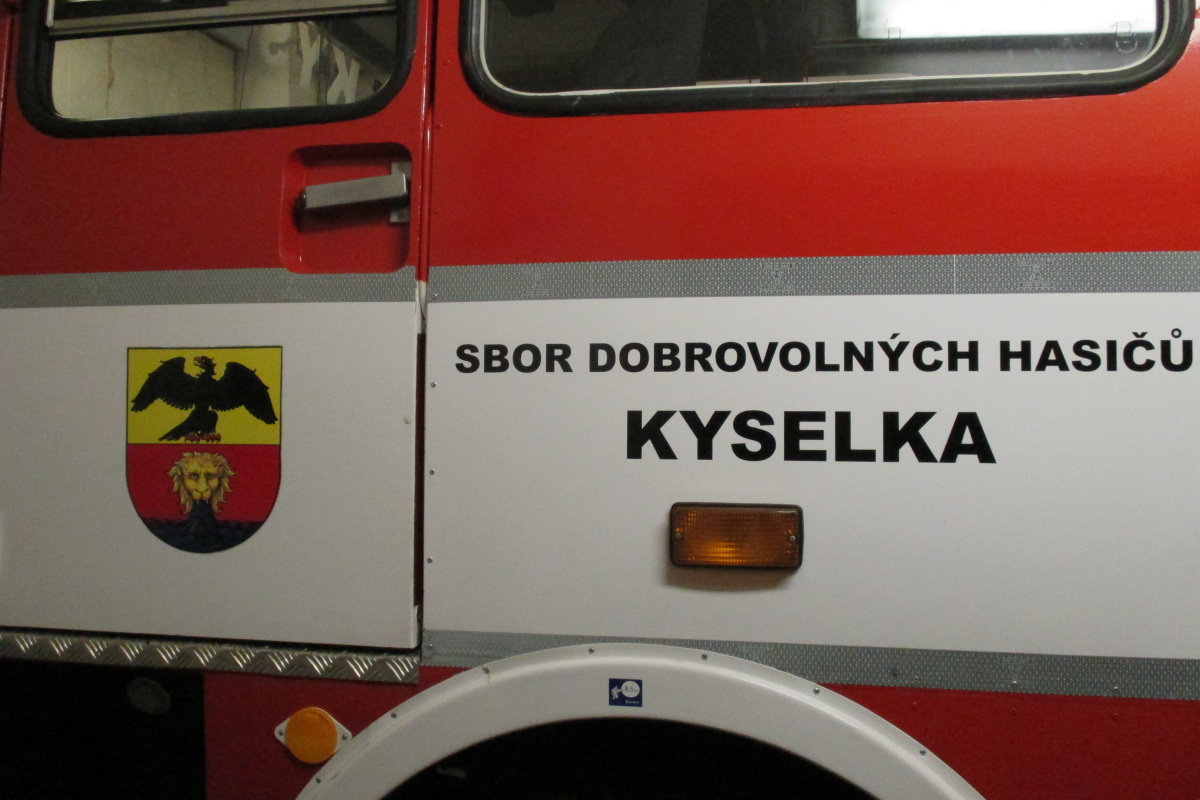 SBOR DOBROVOLNÝCH HASIČŮ
KYSELKA